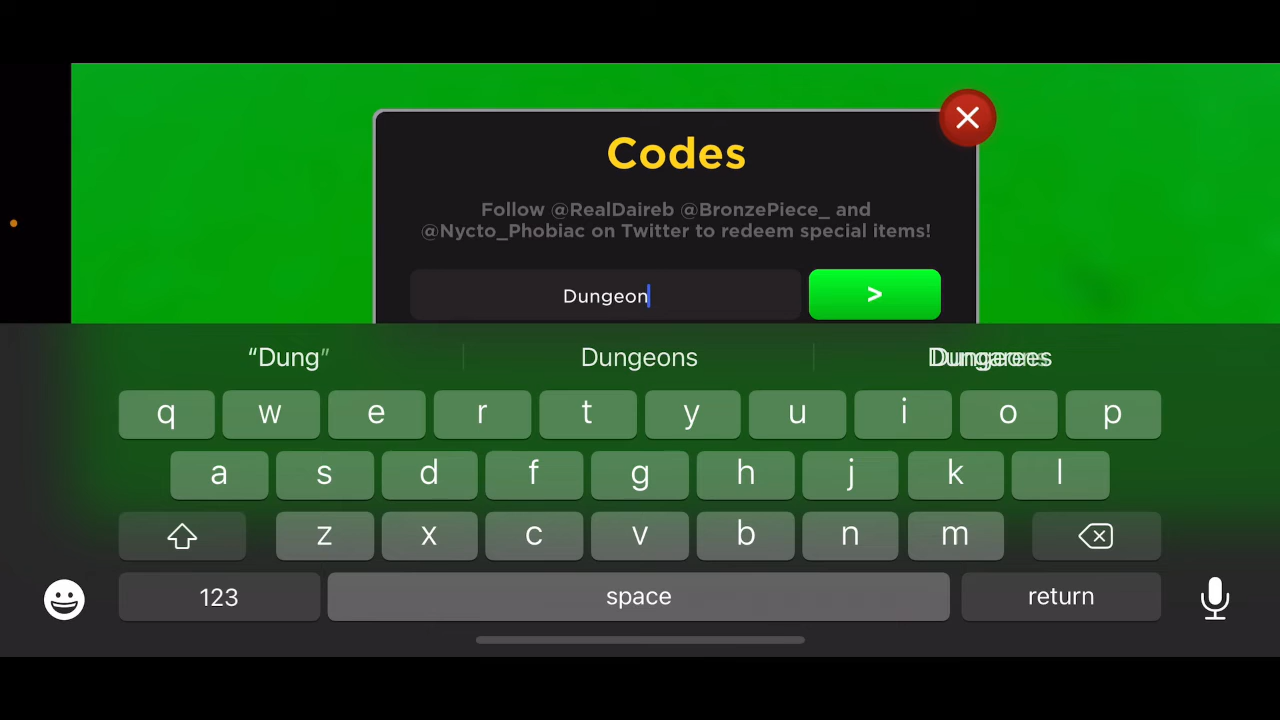 Codes
Follow @RealDaireb @BronzePiece_ and
@Nycto_Phobiac on Twitter to redeem special items!
Dungeon >
“Dung” Dungeons
q w e r t y u i o p
a s d f g h j k l
z x c v b n m
123 space return